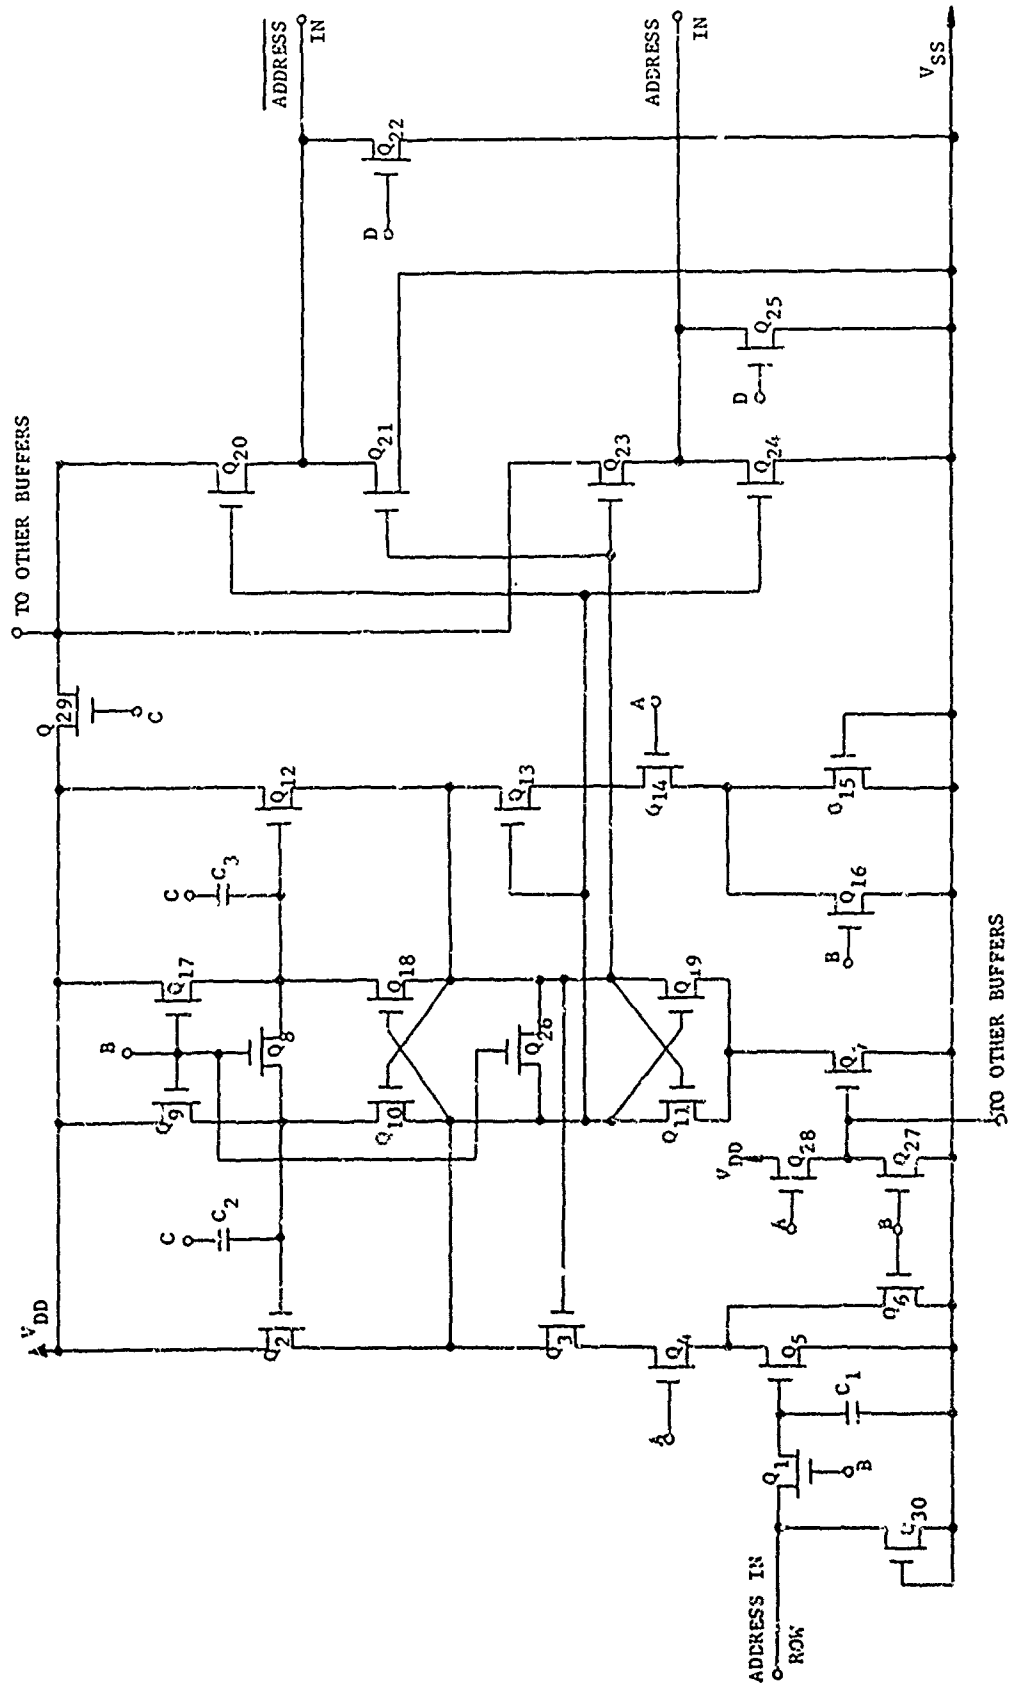 TO OTHER BUFFERS
ADDRESS
IN
ADDRESS
IN
VSS
VDD
Q29
C
Q20
Q22
D
Q21
Q25
D
Q23
Q24
Q12
C
C3
Q13
A
Q14
Q15
Q16
B
Q17
B
Q8
Q9
Q18
Q10
Q26
Q19
Q11
Q7
TO OTHER BUFFERS
C
C2
VDD
Q28
A
Q27
B
Q6
Q2
Q3
Q4
A
Q5
C1
Q1
B
Q30
ADDRESS IN
ROW